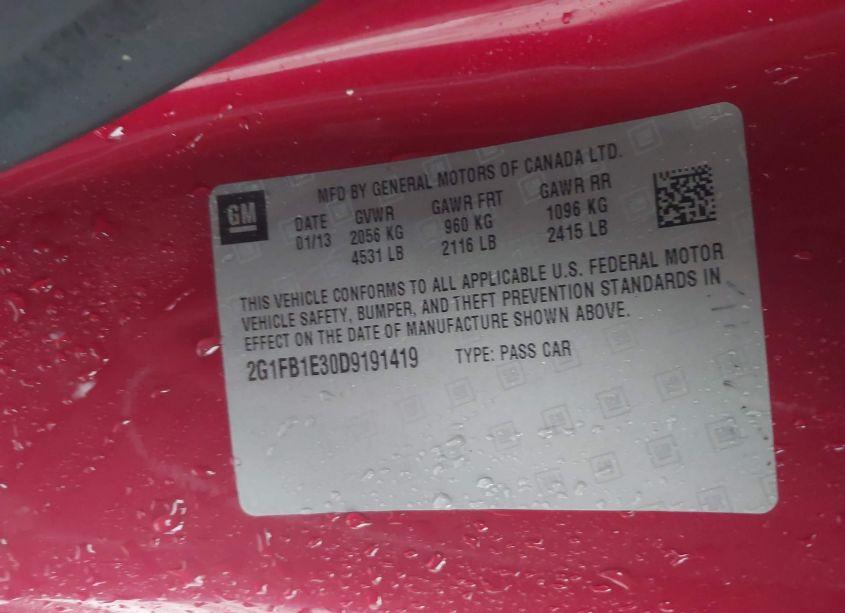 GM
MFD BY GENERAL MOTORS OF CANADA LTD.
DATE GVWR GAWR FRT GAWR RR
01/13 2056 KG 960 KG 1096 KG
4531 LB 2116 LB 2415 LB
THIS VEHICLE CONFORMS TO ALL APPLICABLE U.S. FEDERAL MOTOR
VEHICLE SAFETY, BUMPER, AND THEFT PREVENTION STANDARDS IN
EFFECT ON THE DATE OF MANUFACTURE SHOWN ABOVE.
2G1FB1E30D9191419 TYPE: PASS CAR